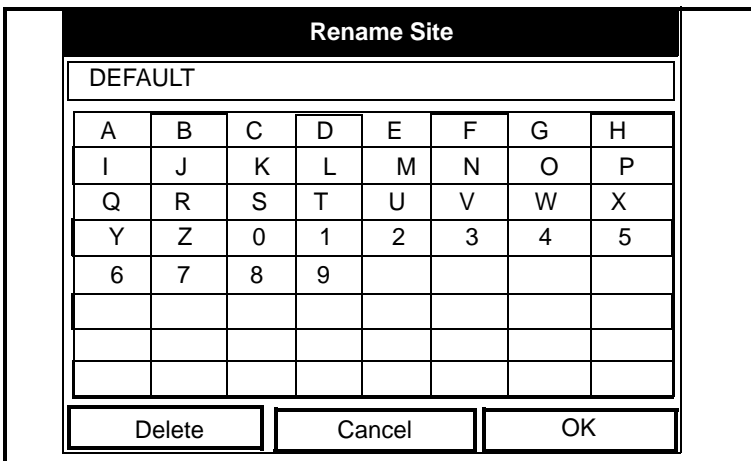 Rename Site
DEFAULT
A B C D E F G H
I J K L M N O P
Q R S T U V W X
Y Z 0 1 2 3 4 5
6 7 8 9
Delete Cancel OK